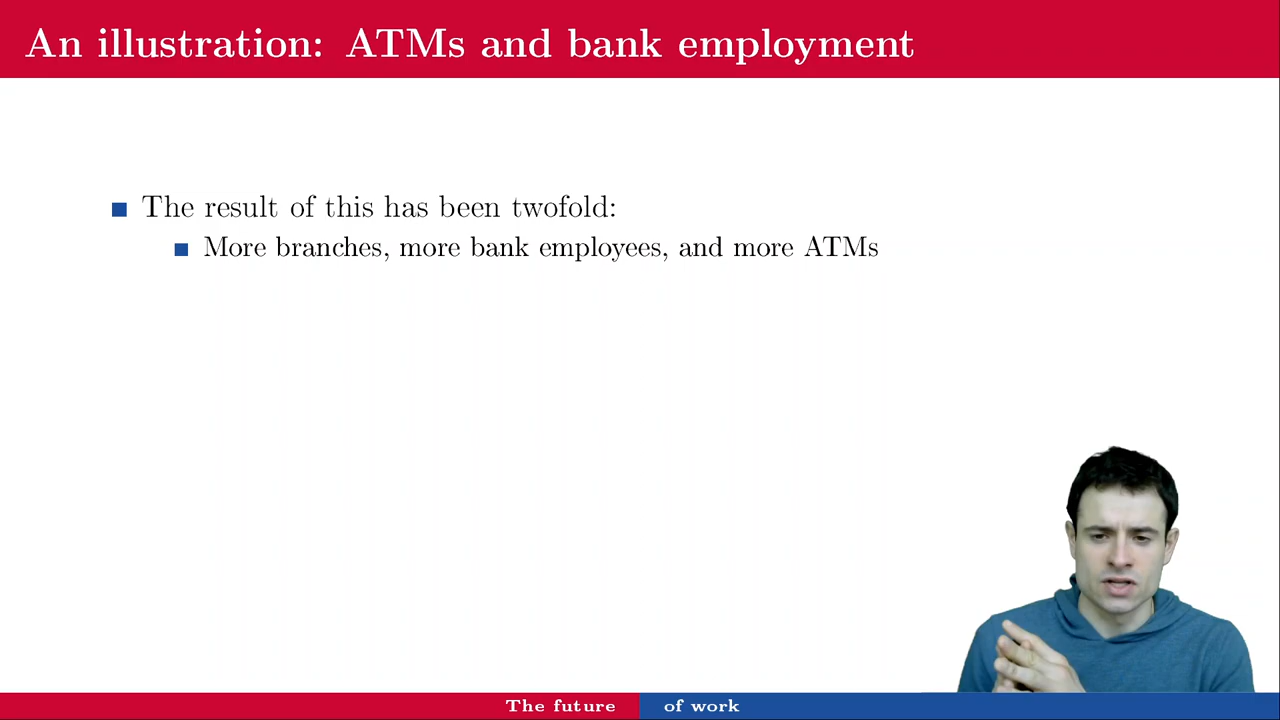 An illustration: ATMs and bank employment
The result of this has been twofold:
More branches, more bank employees, and more ATMs
The future of work